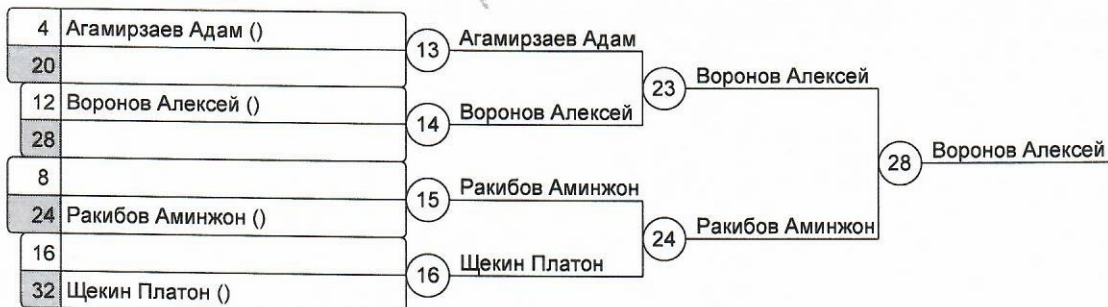 4 Агамирзаев Адам ()
20
12 Воронов Алексей ()
28
8
24 Ракибов Аминжон ()
16
32 Щекин Платон ()
13 Агамирзаев Адам
14 Воронов Алексей
15 Ракибов Аминжон
16 Щекин Платон
23 Воронов Алексей
24 Ракибов Аминжон
28 Воронов Алексей